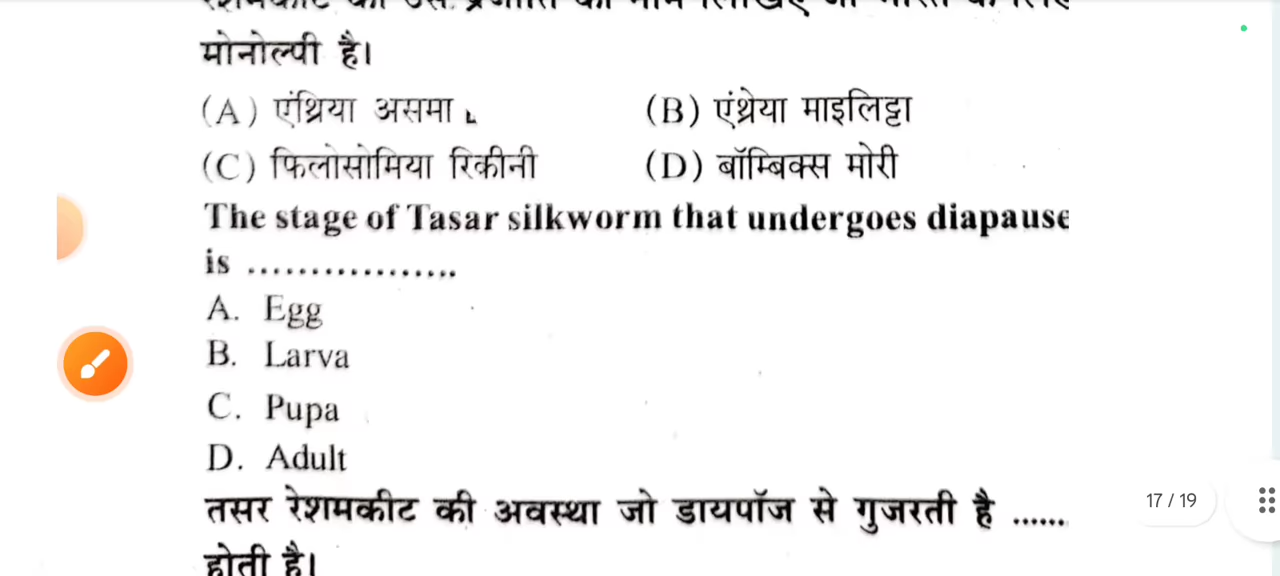 मोनोल्पी है।
(A) एंथ्रिया असमा (B) एंथ्रेया माइलिट्टा
(C) फिलोसोमिया रिकीनी (D) बॉम्बिक्स मोरी
The stage of Tasar silkworm that undergoes diapause
is ..................
A. Egg
B. Larva
C. Pupa
D. Adult
तसर रेशमकीट की अवस्था जो डायपॉज से गुजरती है ......
होती है।
17 / 19